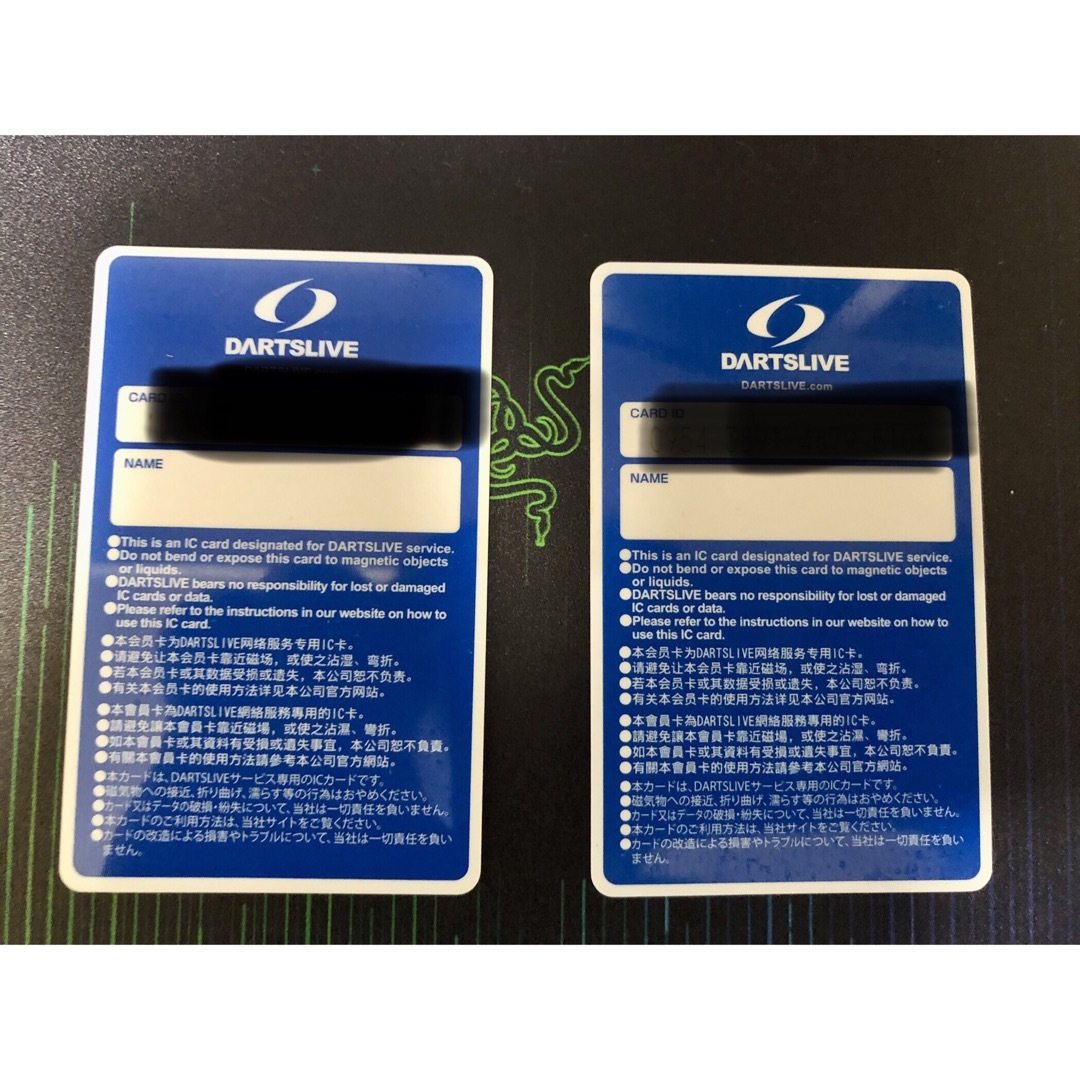 DARTSLIVE
CARD ID
NAME
●This is an IC card designated for DARTSLIVE service.
●Do not bend or expose this card to magnetic objects
or liquids.
●DARTSLIVE bears no responsibility for lost or damaged
IC cards or data.
●Please refer to the instructions in our website on how to
use this IC card.
●本会员卡为DARTSLIVE网络服务专用IC卡。
●请避免让本会员卡靠近磁场，或使之沾湿、弯折。
●若本会员卡或其数据受损或遗失，本公司恕不负责。
●有关本会员卡的使用方法详见本公司官方网站。
●本會員卡為DARTSLIVE網絡服務專用的IC卡。
●請避免讓本會員卡靠近磁場，或使之沾濕、彎折。
●如本會員卡或其資料有受損或遺失事宜，本公司恕不負責。
●有關本會員卡的使用方法請參考本公司官方網站。
●本カードは、DARTSLIVEサービス専用のICカードです。
●磁気物への接近、折り曲げ、濡らす等の行為はおやめください。
●カード又はデータの破損・紛失について、当社は一切責任を負いません。
●本カードのご利用方法は、当社サイトをご覧ください。
●カードの改造による損害やトラブルについて、当社は一切責任を負い
ません。
DARTSLIVE
DARTSLIVE.com
CARD ID
NAME
●This is an IC card designated for DARTSLIVE service.
●Do not bend or expose this card to magnetic objects
or liquids.
●DARTSLIVE bears no responsibility for lost or damaged
IC cards or data.
●Please refer to the instructions in our website on how to
use this IC card.
●本会员卡为DARTSLIVE网络服务专用IC卡。
●请避免让本会员卡靠近磁场，或使之沾湿、弯折。
●若本会员卡或其数据受损或遗失，本公司恕不负责。
●有关本会员卡的使用方法详见本公司官方网站。
●本會員卡為DARTSLIVE網絡服務專用的IC卡。
●請避免讓本會員卡靠近磁場，或使之沾濕、彎折。
●如本會員卡或其資料有受損或遺失事宜，本公司恕不負責。
●有關本會員卡的使用方法請參考本公司官方網站。
●本カードは、DARTSLIVEサービス専用のICカードです。
●磁気物への接近、折り曲げ、濡らす等の行為はおやめください。
●カード又はデータの破損・紛失について、当社は一切責任を負いません。
●本カードのご利用方法は、当社サイトをご覧ください。
●カードの改造による損害やトラブルについて、当社は一切責任を負い
ません。